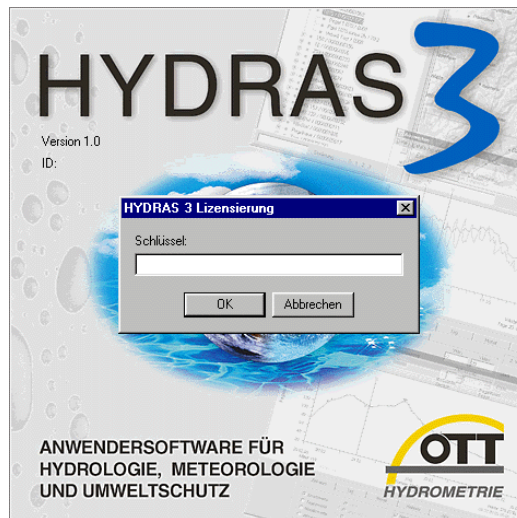 HYDRAS 3
Version 1.0
ID:
HYDRAS 3 Lizensierung
Schlüssel:
OK Abbrechen
ANWENDERSOFTWARE FÜR
HYDROLOGIE, METEOROLOGIE
UND UMWELTSCHUTZ
OTT
HYDROMETRIE